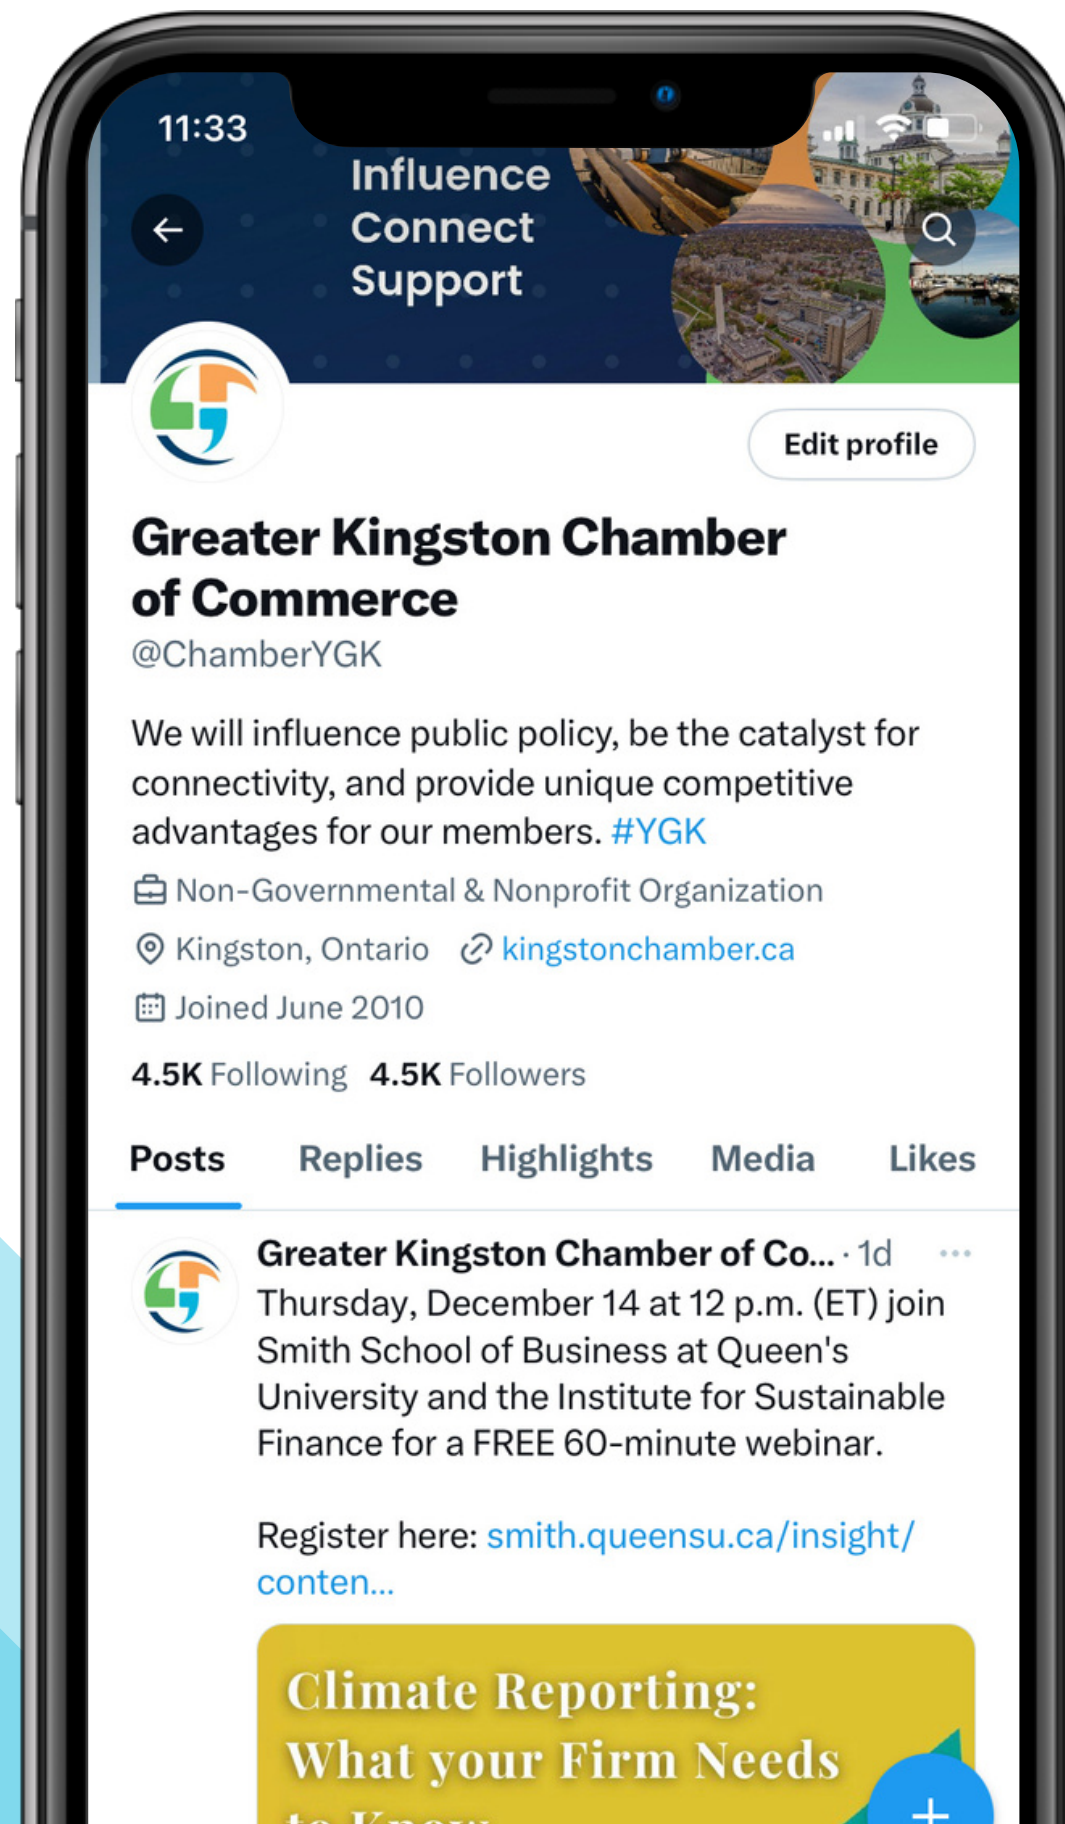 11:33
Influence
Connect
Support
Edit profile
Greater Kingston Chamber
of Commerce
@ChamberYGK
We will influence public policy, be the catalyst for
connectivity, and provide unique competitive
advantages for our members. #YGK
Non-Governmental & Nonprofit Organization
Kingston, Ontario kingstonchamber.ca
Joined June 2010
4.5K Following 4.5K Followers
Posts Replies Highlights Media Likes
Greater Kingston Chamber of Co... · 1d
Thursday, December 14 at 12 p.m. (ET) join
Smith School of Business at Queen's
University and the Institute for Sustainable
Finance for a FREE 60-minute webinar.
Register here: smith.queensu.ca/insight/
conten...
Climate Reporting:
What your Firm Needs
to Know